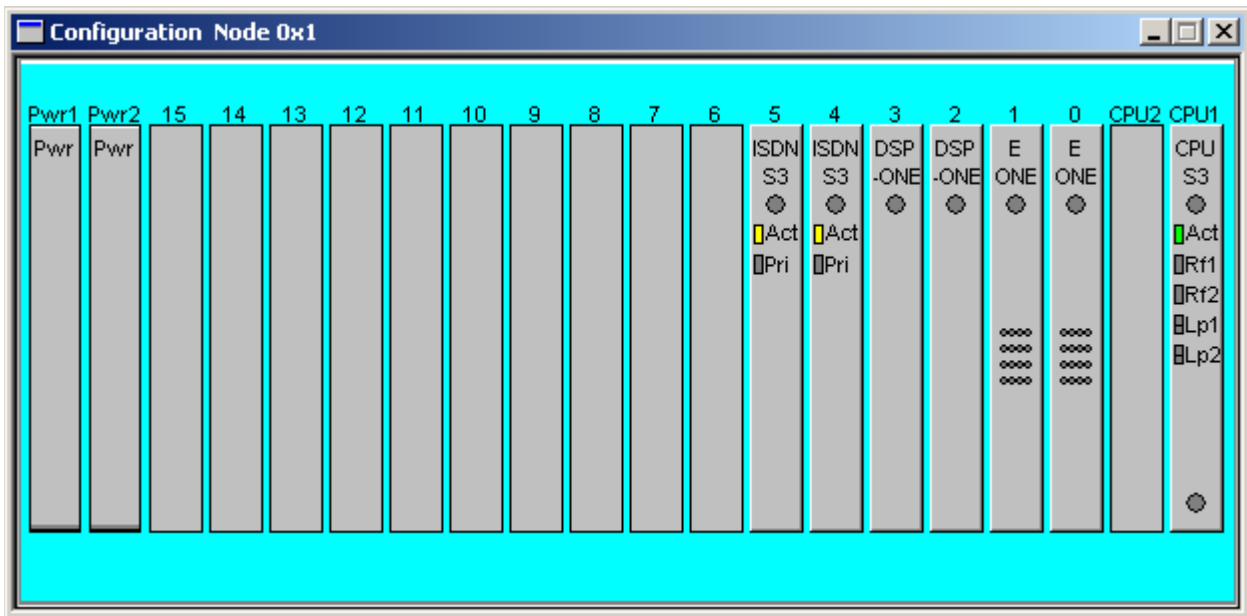 Configuration Node 0x1
Pwr1 Pwr2 15 14 13 12 11 10 9 8 7 6 5 4 3 2 1 0 CPU2 CPU1
Pwr Pwr ISDN ISDN DSP DSP E E CPU
S3 S3 -ONE -ONE ONE ONE S3
Act Act Act
Pri Pri Rf1
Rf2
Lp1
Lp2